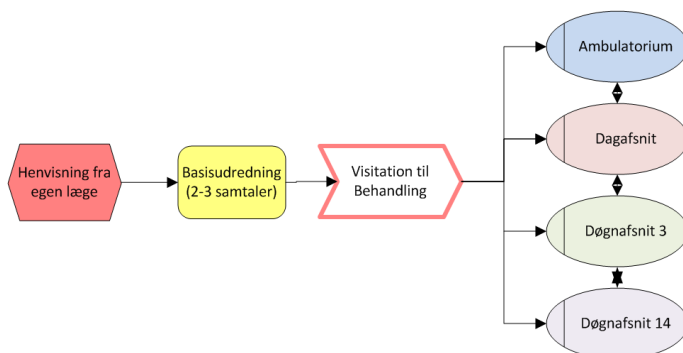 Henvisning fra
egen læge
Basisudredning
(2-3 samtaler)
Visitation til
Behandling
Ambulatorium
Dagafsnit
Døgnafsnit 3
Døgnafsnit 14